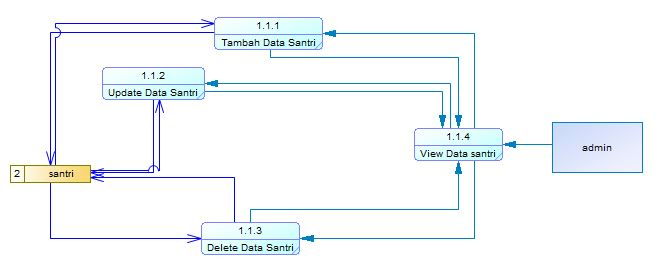 1.1.1
Tambah Data Santri
1.1.2
Update Data Santri
1.1.4
View Data santri
admin
2 santri
1.1.3
Delete Data Santri